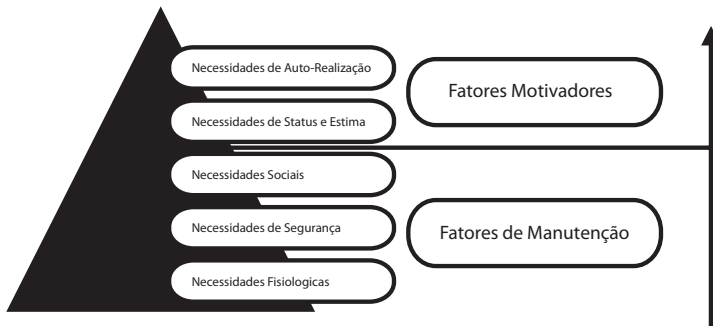 Necessidades de Auto-Realização
Fatores Motivadores
Necessidades de Status e Estima
Necessidades Sociais
Necessidades de Segurança
Fatores de Manutenção
Necessidades Fisiologicas